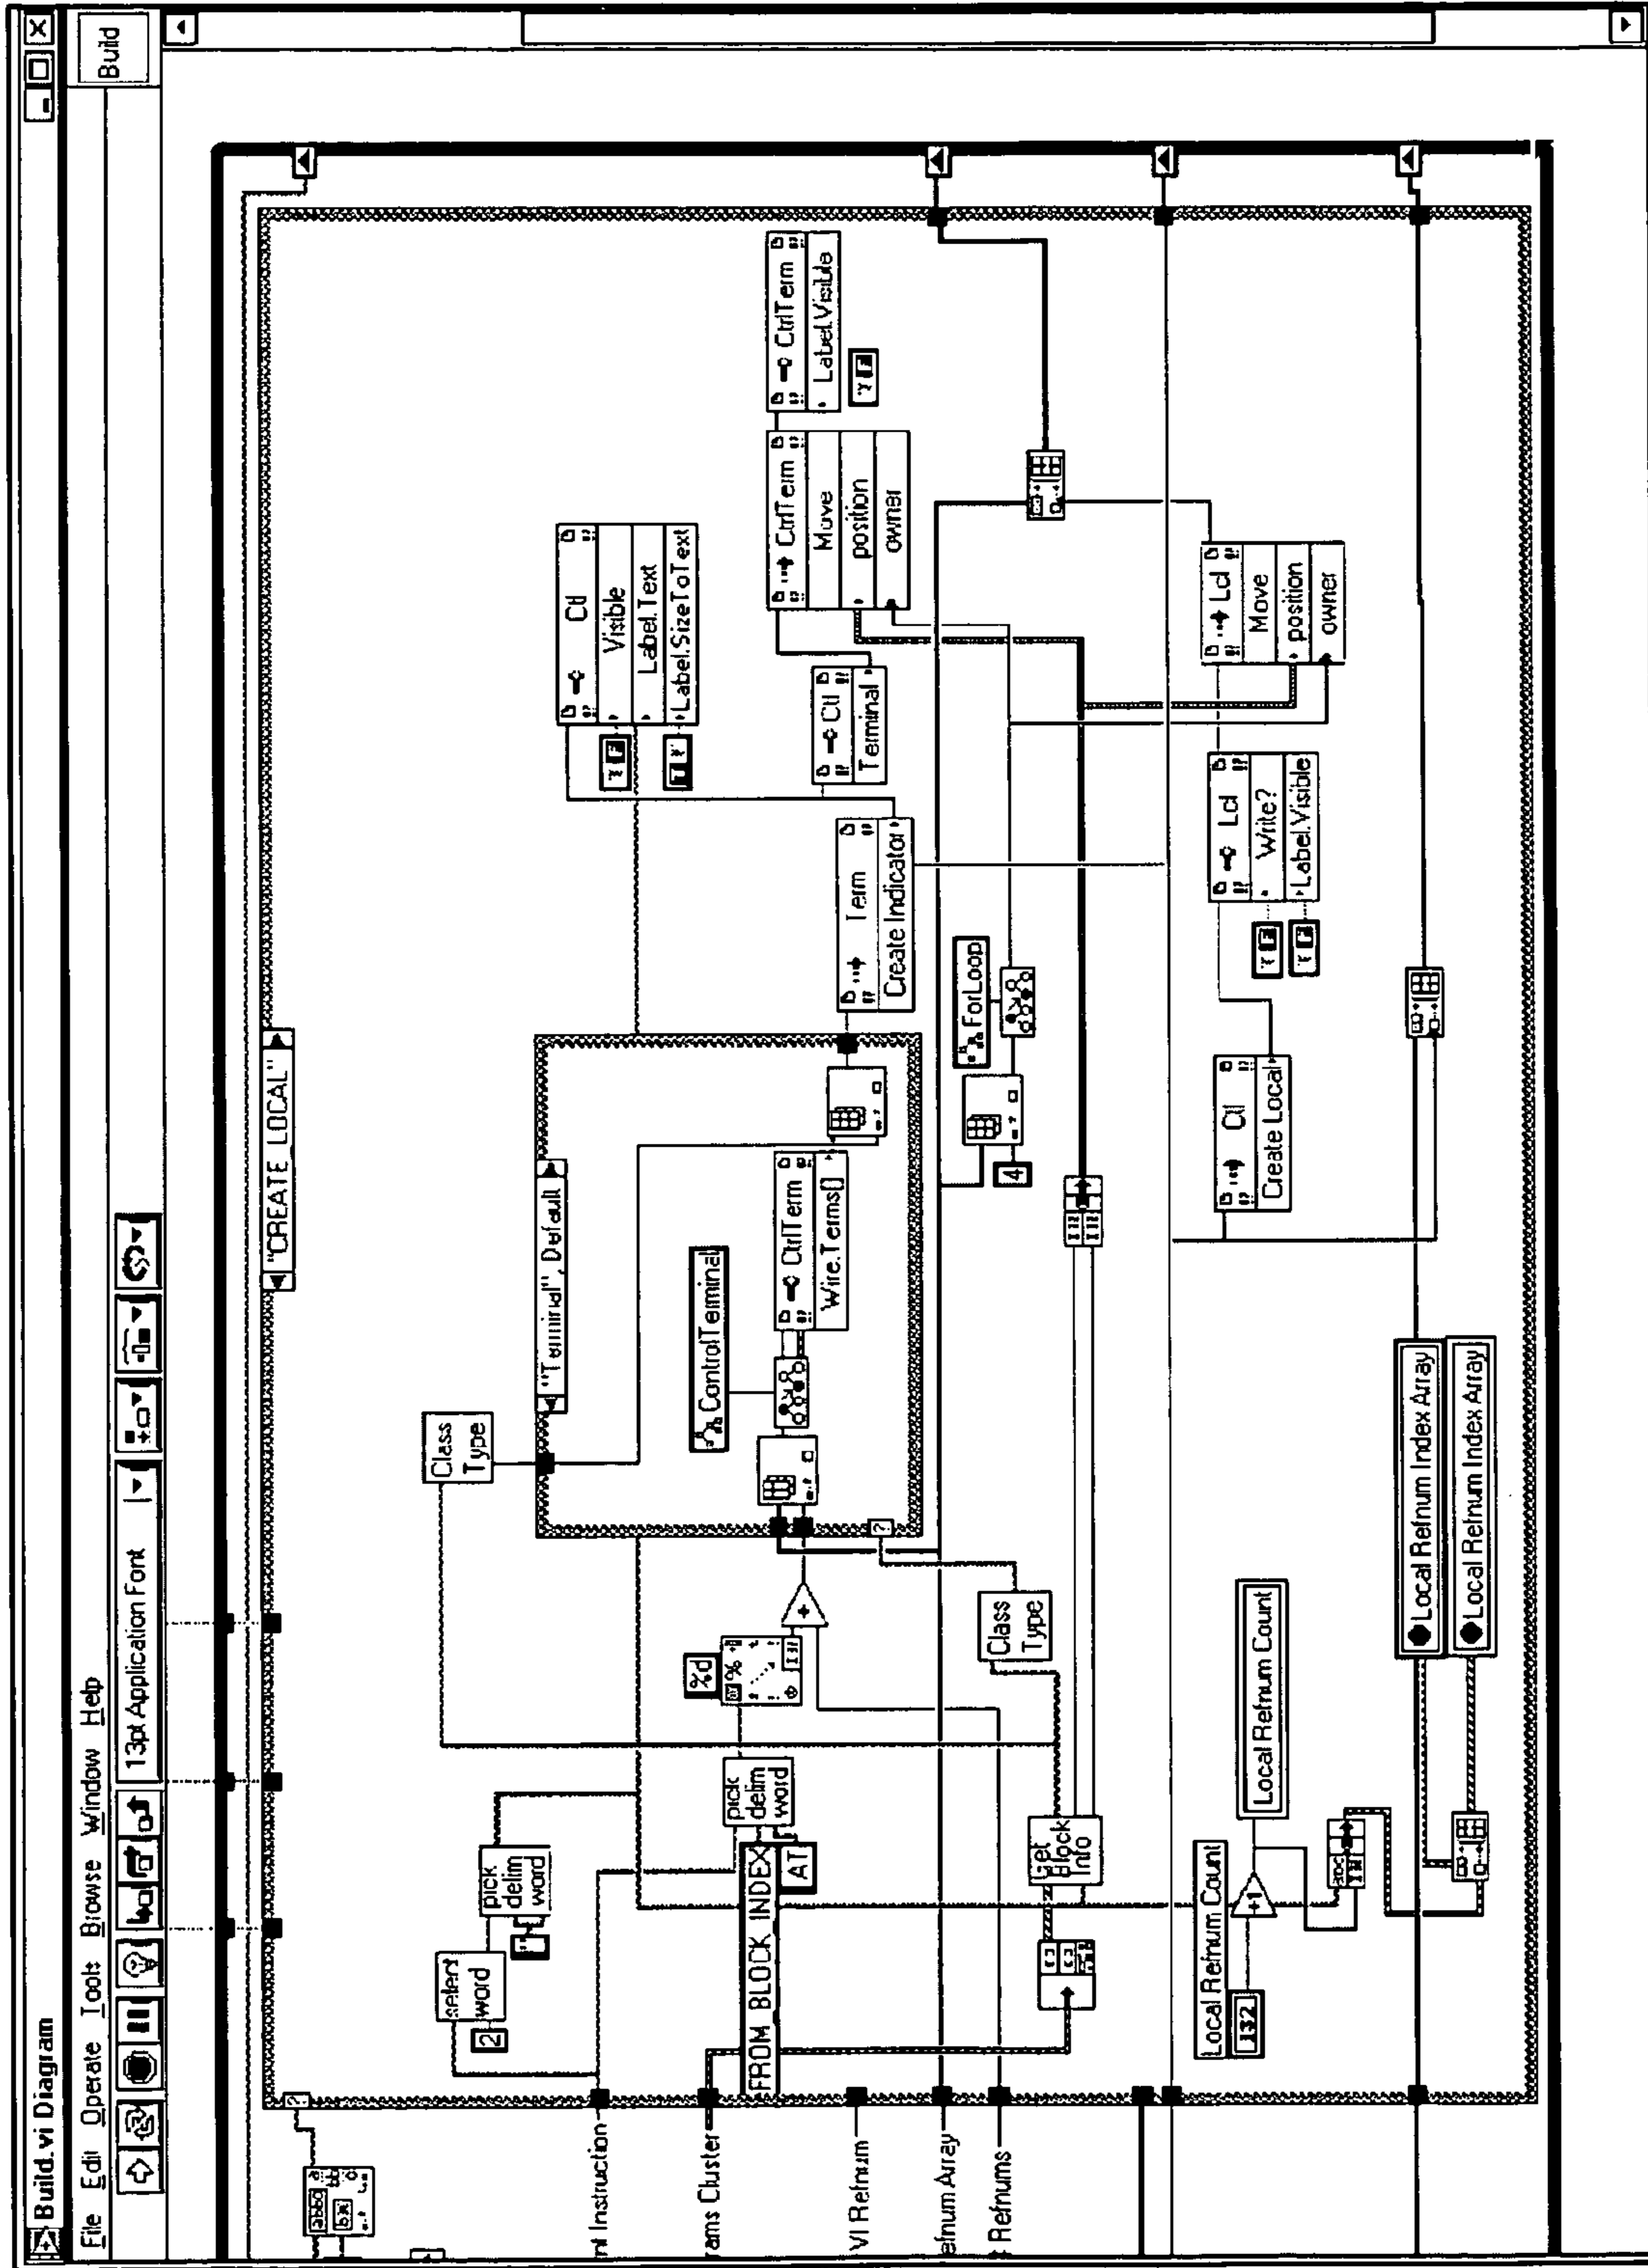 Build.vi Diagram
File Edit Operate Tools Browse Window Help
13pt Application Font
Build
"CREATE LOCAL"
select
word
2
pick
delim
word
Class
Type
"Terminal", Default
Ctl
Visible
Label.Text
Label.SizeToText
nt Instruction
rams Cluster
FROM BLOCK INDEX
AT
pick
delim
word
%d
ControlTerminal
CtrlTerm
Wire.Terms[]
Term
Create Indicator
Ctl
Terminal
CtrlTerm
Move
position
owner
CtrlTerm
Label.Visible
VI Refnum
efnum Array
Refnums
Get
Block
Info
Class
Type
4
ForLoop
Local Refnum Count
I32
+1
Local Refnum Count
Ctl
Create Local
Lcl
Write?
Label.Visible
Lcl
Move
position
owner
Local Refnum Index Array
Local Refnum Index Array